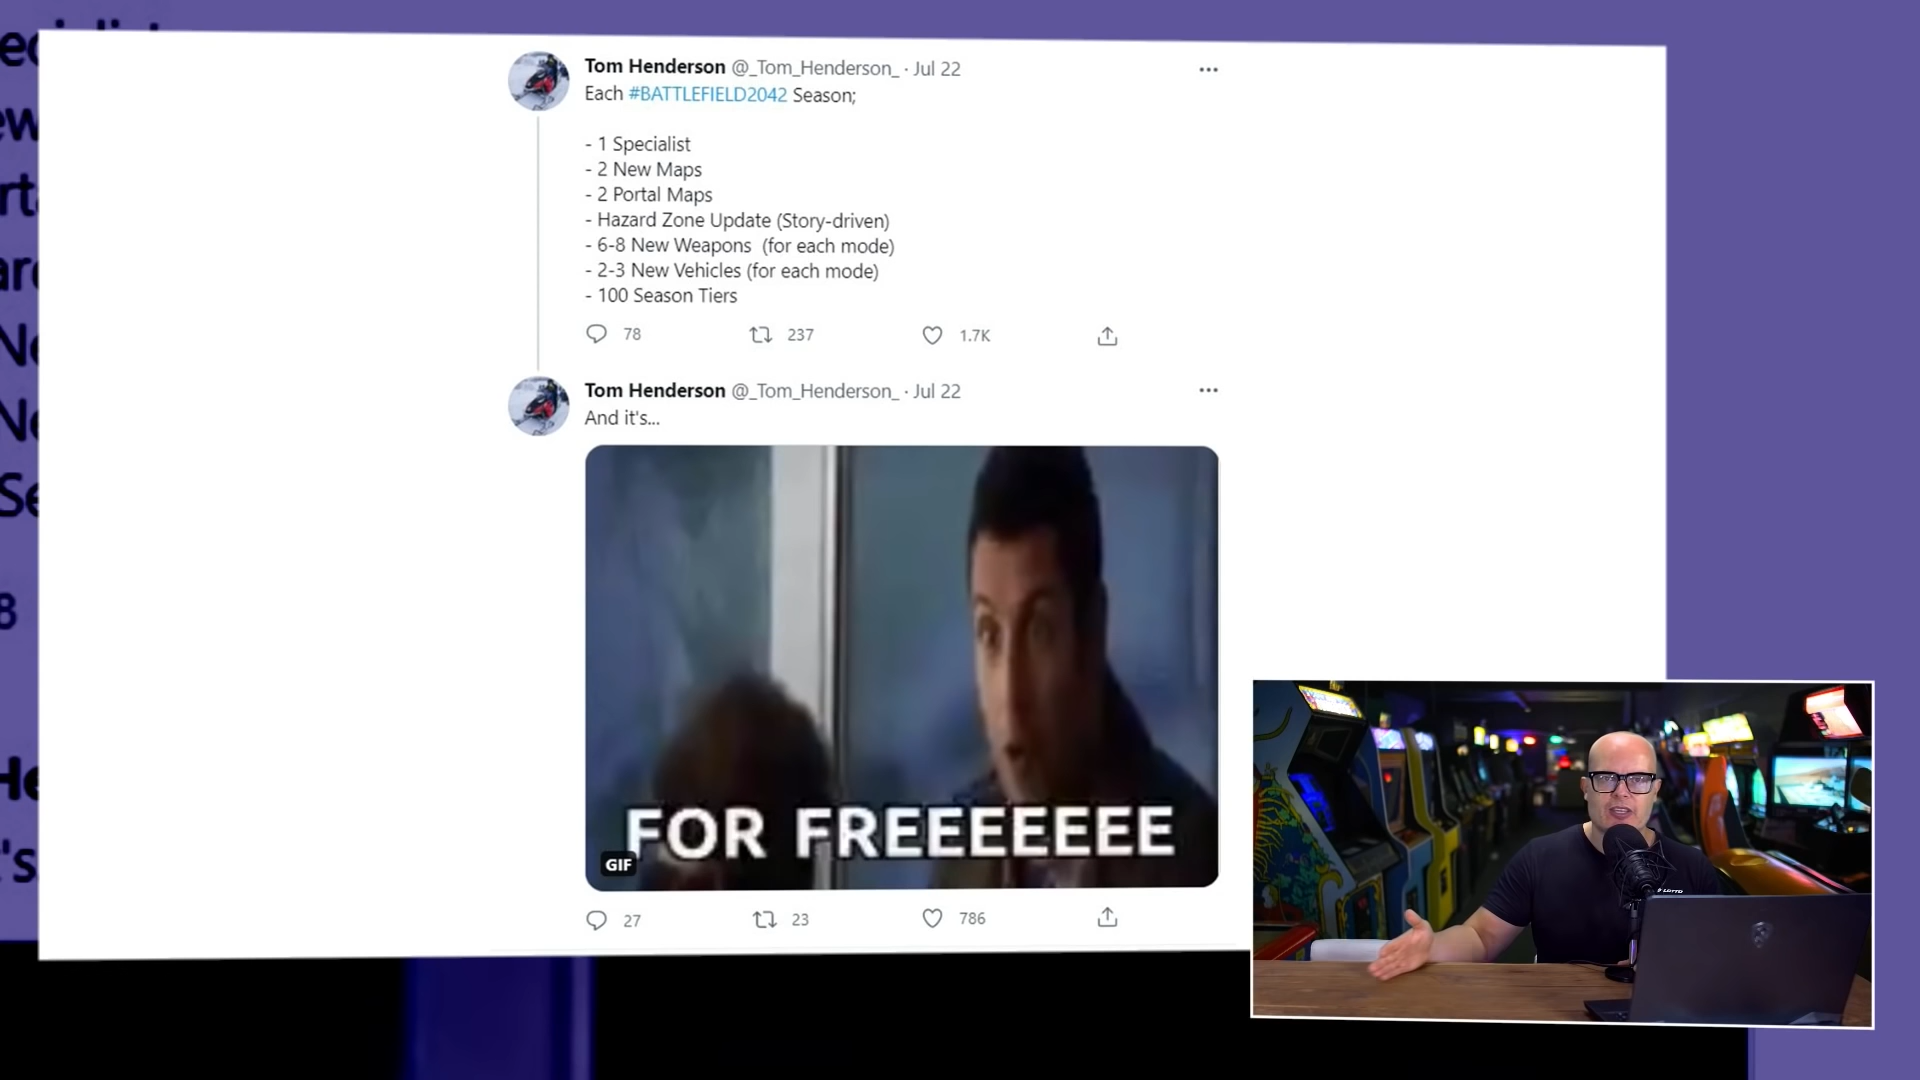 Tom Henderson @_Tom_Henderson_ · Jul 22
Each #BATTLEFIELD2042 Season;
- 1 Specialist
- 2 New Maps
- 2 Portal Maps
- Hazard Zone Update (Story-driven)
- 6-8 New Weapons (for each mode)
- 2-3 New Vehicles (for each mode)
- 100 Season Tiers
78 237 1.7K
Tom Henderson @_Tom_Henderson_ · Jul 22
And it's...
FOR FREEEEEEE
GIF
27 23 786